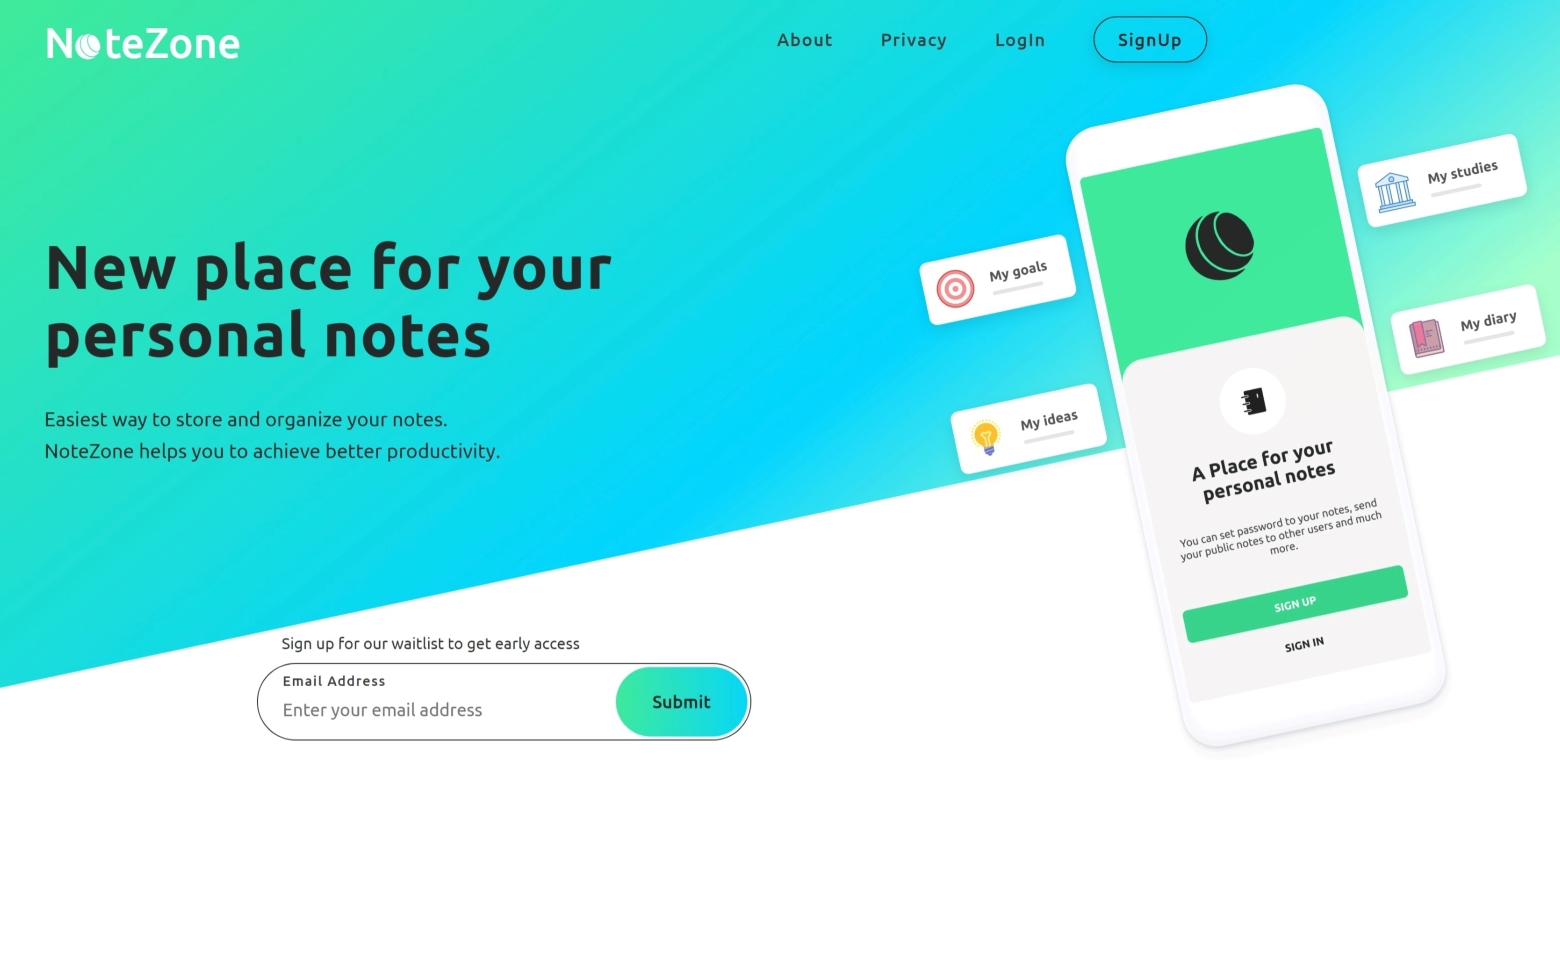 NoteZone
About
Privacy
LogIn
SignUp
New place for your
personal notes
Easiest way to store and organize your notes.
NoteZone helps you to achieve better productivity.
My goals
My ideas
My studies
My diary
A Place for your
personal notes
You can set password to your notes, send
your public notes to other users and much
more.
SIGN UP
SIGN IN
Sign up for our waitlist to get early access
Email Address
Enter your email address
Submit